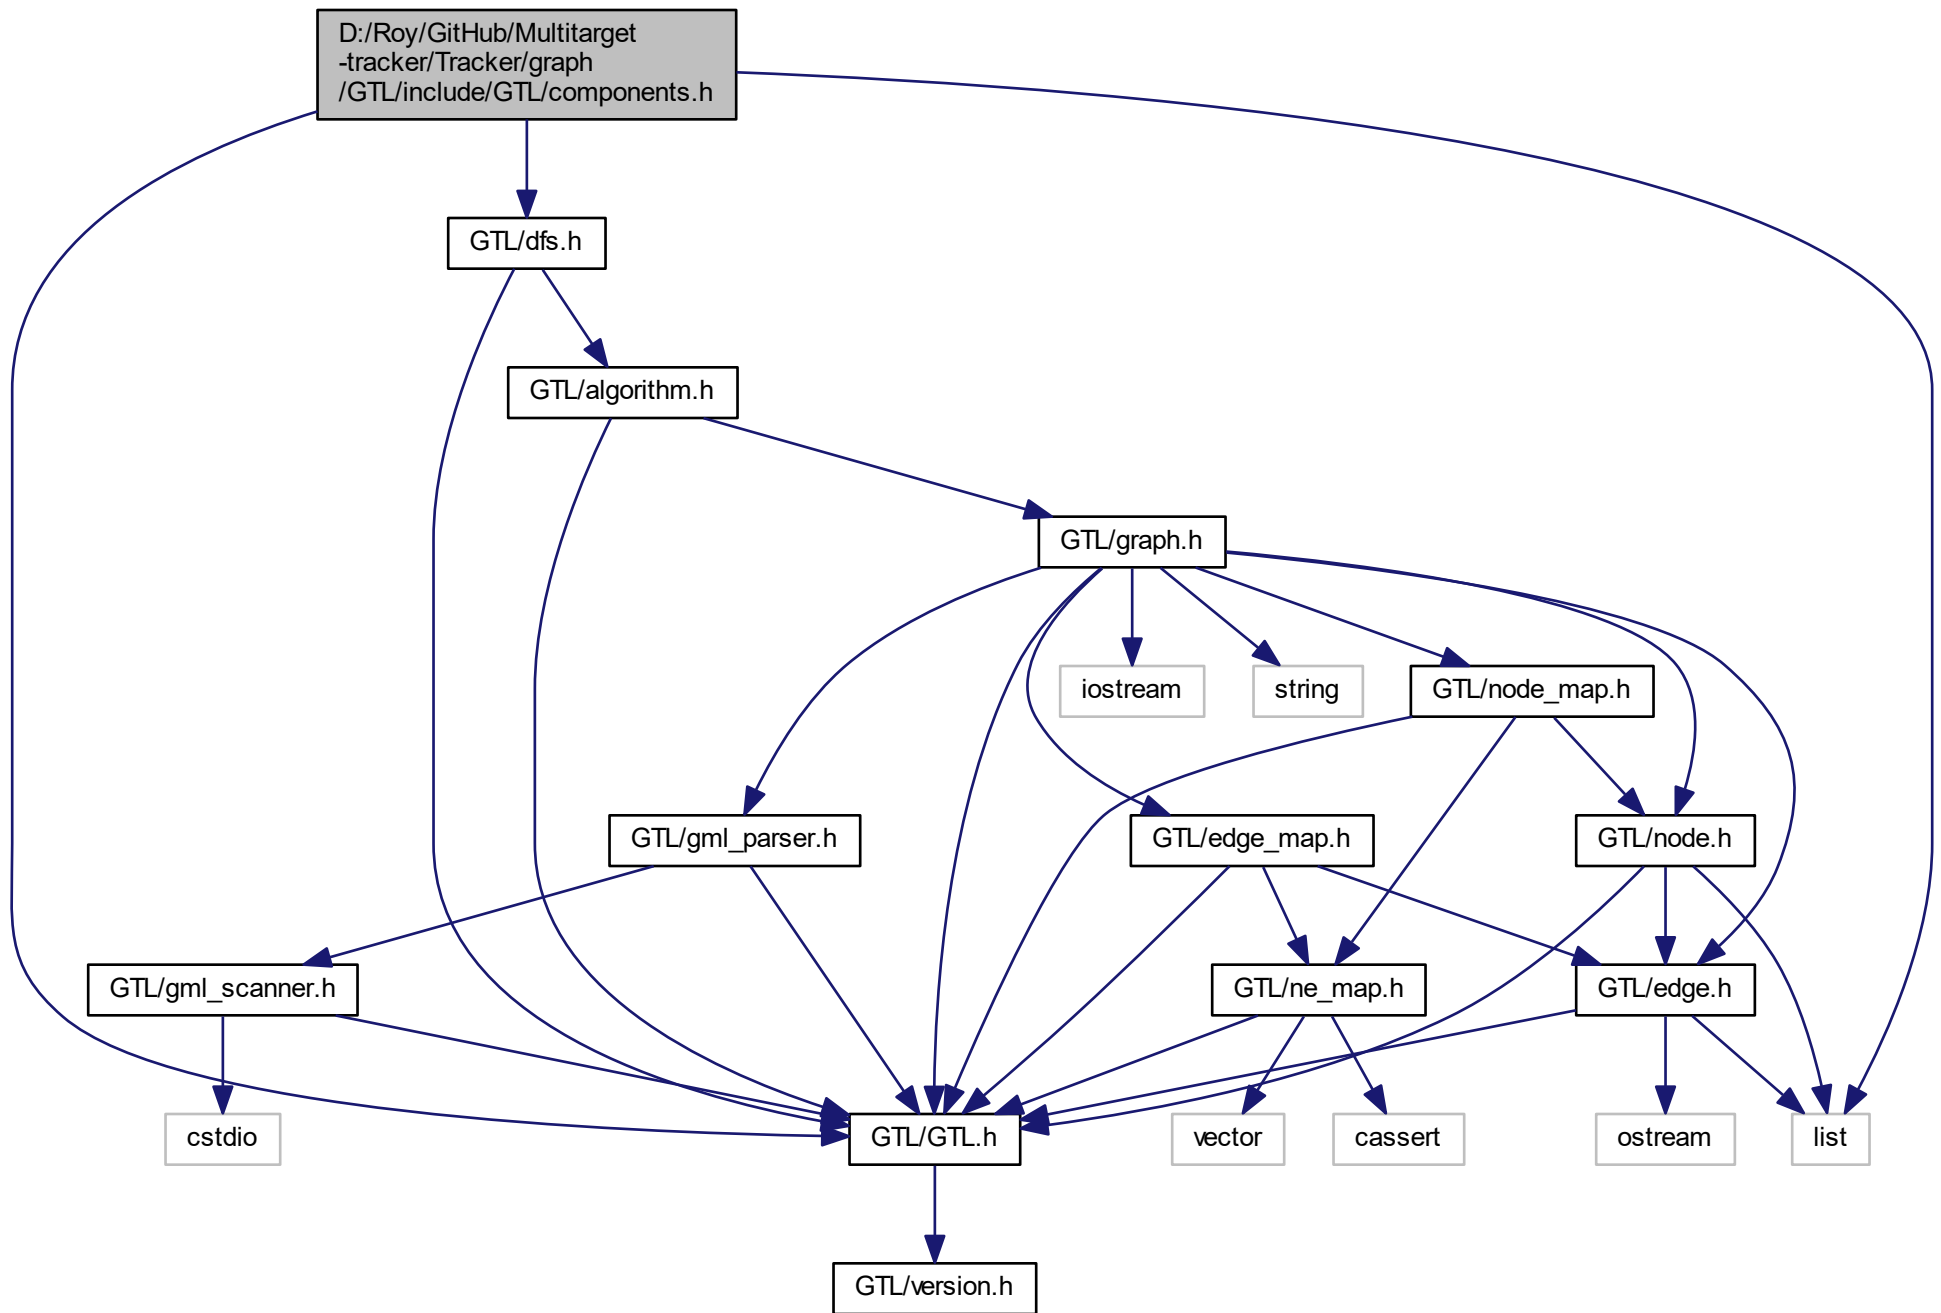 D:/Roy/GitHub/Multitarget
-tracker/Tracker/graph
/GTL/include/GTL/components.h
GTL/dfs.h
GTL/algorithm.h
GTL/graph.h
iostream
string
GTL/node_map.h
GTL/gml_parser.h
GTL/edge_map.h
GTL/node.h
GTL/gml_scanner.h
GTL/ne_map.h
GTL/edge.h
cstdio
GTL/GTL.h
vector
cassert
ostream
list
GTL/version.h